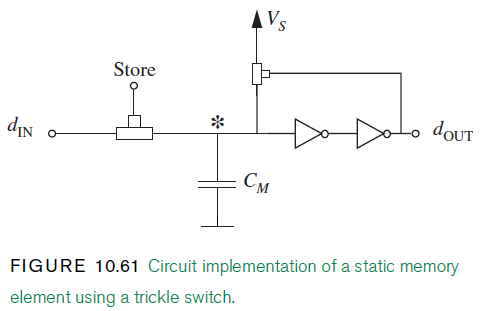 V_S
Store
d_IN
*
d_OUT
C_M
FIGURE 10.61 Circuit implementation of a static memory
element using a trickle switch.